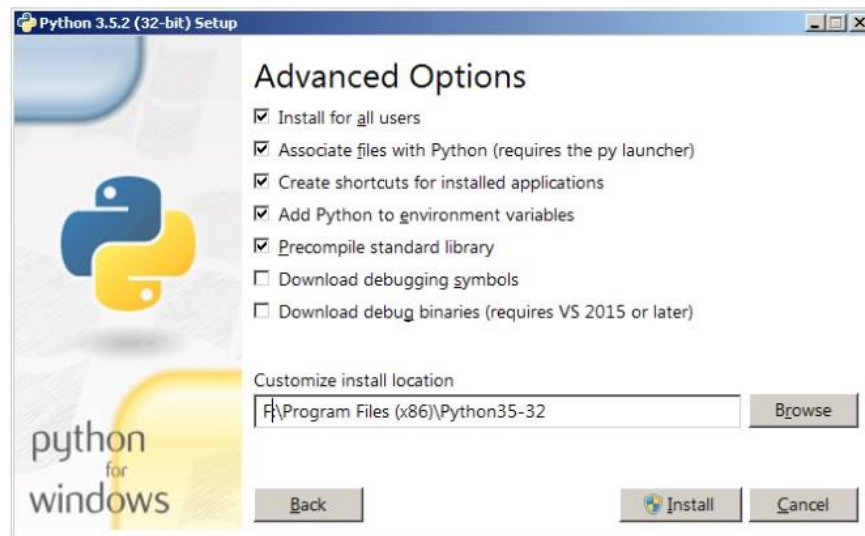 Python 3.5.2 (32-bit) Setup
Advanced Options
Install for all users
Associate files with Python (requires the py launcher)
Create shortcuts for installed applications
Add Python to environment variables
Precompile standard library
Download debugging symbols
Download debug binaries (requires VS 2015 or later)
Customize install location
F:\Program Files (x86)\Python35-32
Browse
python
for
windows
Back
Install
Cancel